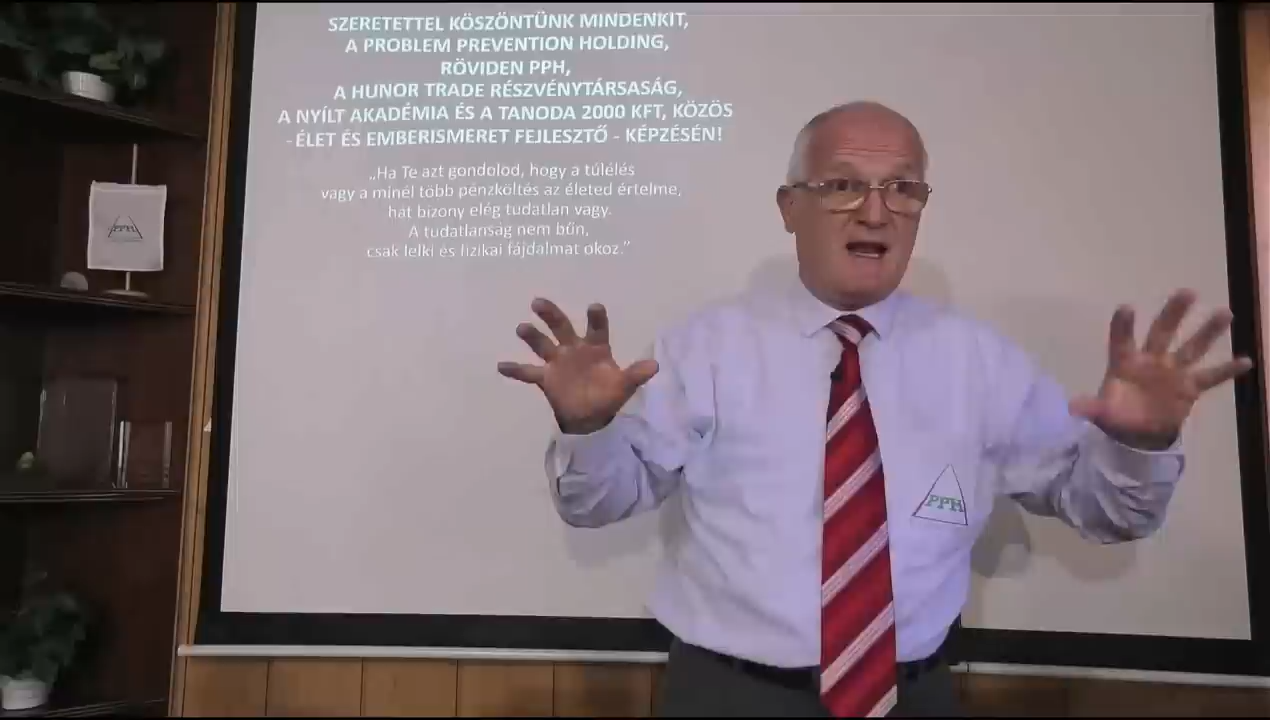 SZERETETTEL KÖSZÖNTÜNK MINDENKIT,
A PROBLEM PREVENTION HOLDING,
RÖVIDEN PPH,
A HUNOR TRADE RÉSZVÉNYTÁRSASÁG,
A NYÍLT AKADÉMIA ÉS A TANODA 2000 KFT, KÖZÖS
- ÉLET ÉS EMBERISMERET FEJLESZTŐ - KÉPZÉSÉN!
„Ha Te azt gondolod, hogy a túlélés
vagy a minél több pénzköltés az életed értelme,
hát bizony elég tudatlan vagy.
A tudatlanság nem bűn,
csak lelki és fizikai fájdalmat okoz.”
PPH
PPH